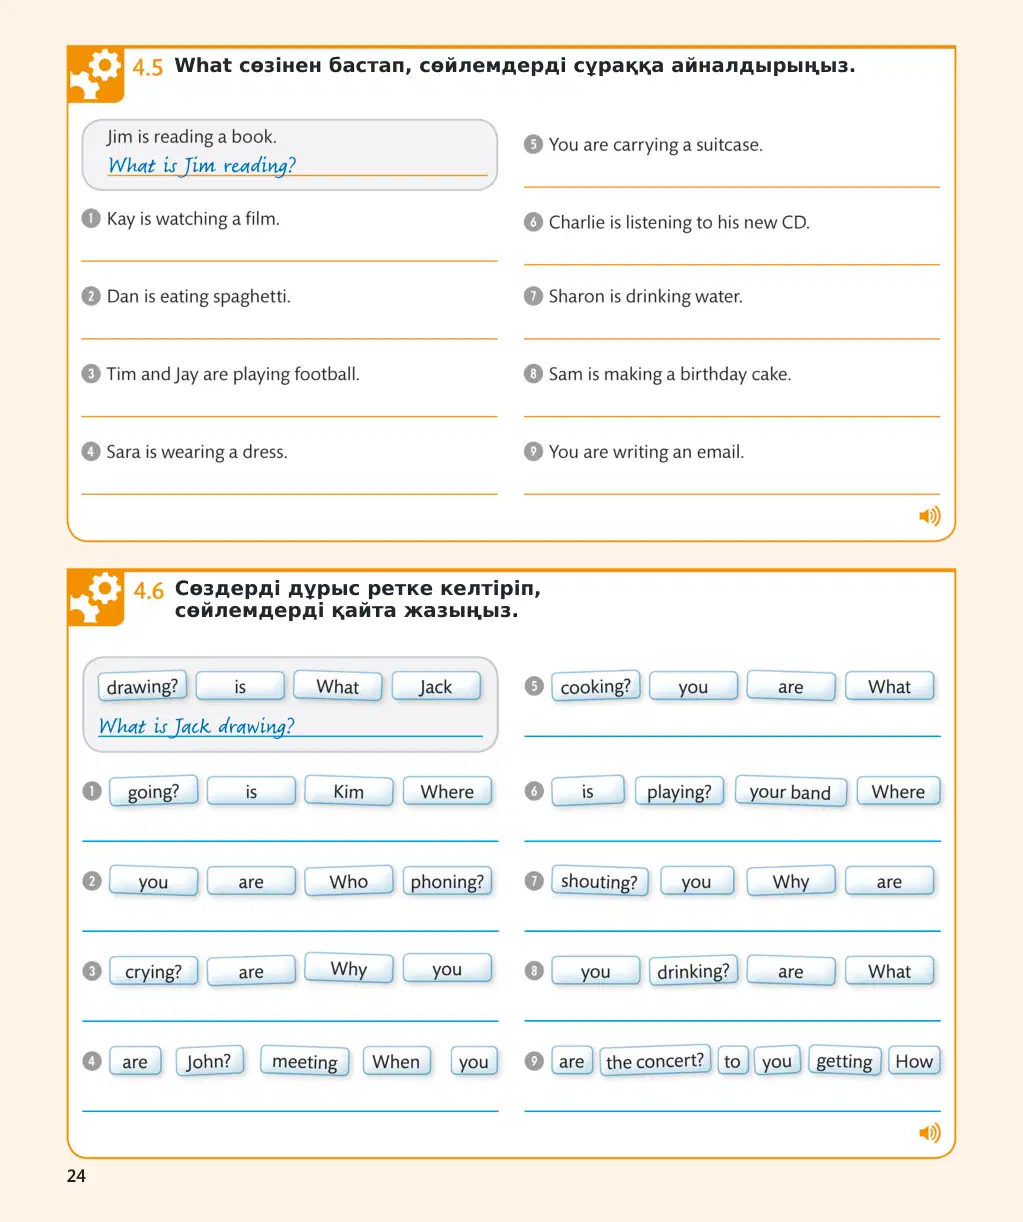 4.5 What сөзінен бастап, сөйлемдерді сұраққа айналдырыңыз.
Jim is reading a book.
What is Jim reading?
1 Kay is watching a film.
2 Dan is eating spaghetti.
3 Tim and Jay are playing football.
4 Sara is wearing a dress.
5 You are carrying a suitcase.
6 Charlie is listening to his new CD.
7 Sharon is drinking water.
8 Sam is making a birthday cake.
9 You are writing an email.
4.6 Сөздерді дұрыс ретке келтіріп,
сөйлемдерді қайта жазыңыз.
drawing? is What Jack
What is Jack drawing?
1 going? is Kim Where
2 you are Who phoning?
3 crying? are Why you
4 are John? meeting When you
5 cooking? you are What
6 is playing? your band Where
7 shouting? you Why are
8 you drinking? are What
9 are the concert? to you getting How
24